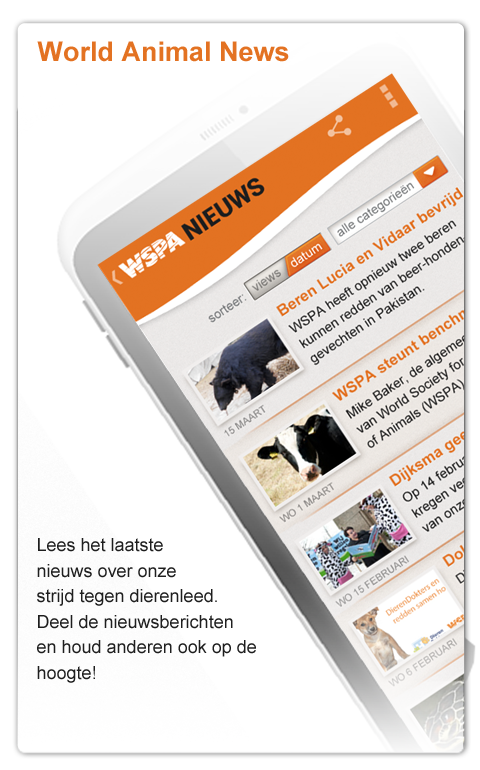 World Animal News
WSPA NIEUWS
sorteer: views datum alle categorieën
Beren Lucia en Vidaar bevrijd
WSPA heeft opnieuw twee beren
kunnen redden van beer-honden-
gevechten in Pakistan.
15 MAART
WSPA steunt
Mike Baker, de algeme
van World Society for
of Animals (WSPA)
WO 1 MAART
Dijksma gee
Op 14 februa
kregen ve
van onze
WO 15 FEBRUARI
DierenDokters en
redden samen ho
WO 6 FEBRUARI
Lees het laatste
nieuws over onze
strijd tegen dierenleed.
Deel de nieuwsberichten
en houd anderen ook op de
hoogte!